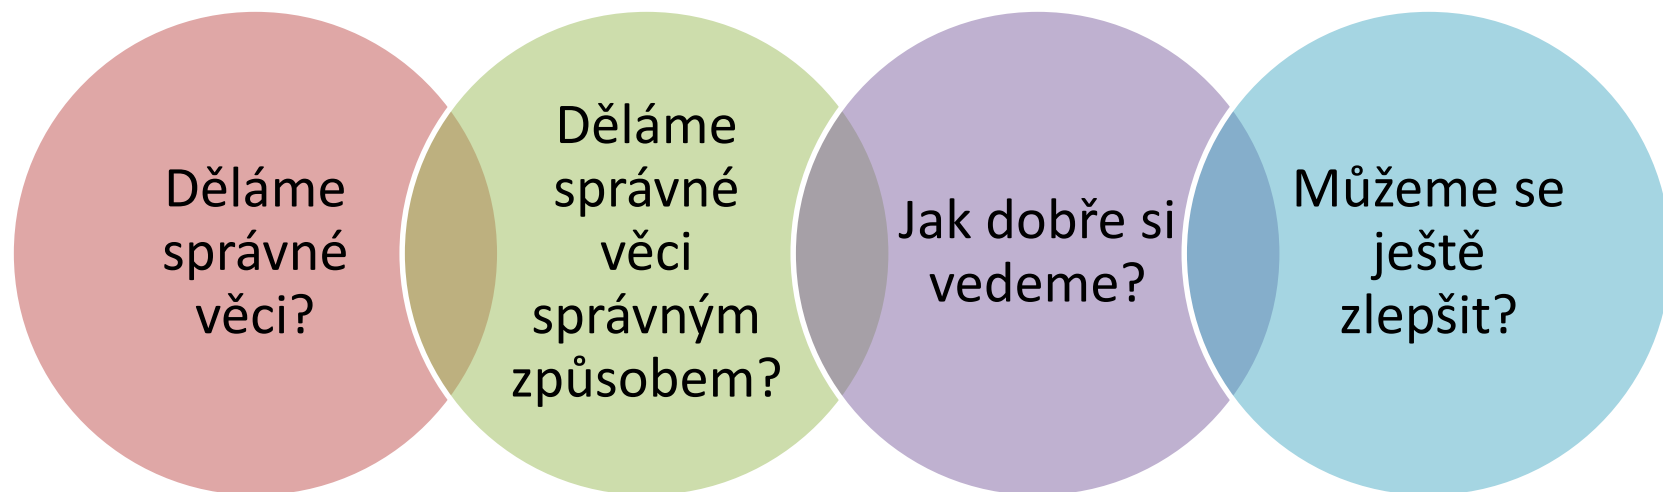 Děláme
správné
věci?
Děláme
správné
věci
správným
způsobem?
Jak dobře si
vedeme?
Můžeme se
ještě
zlepšit?